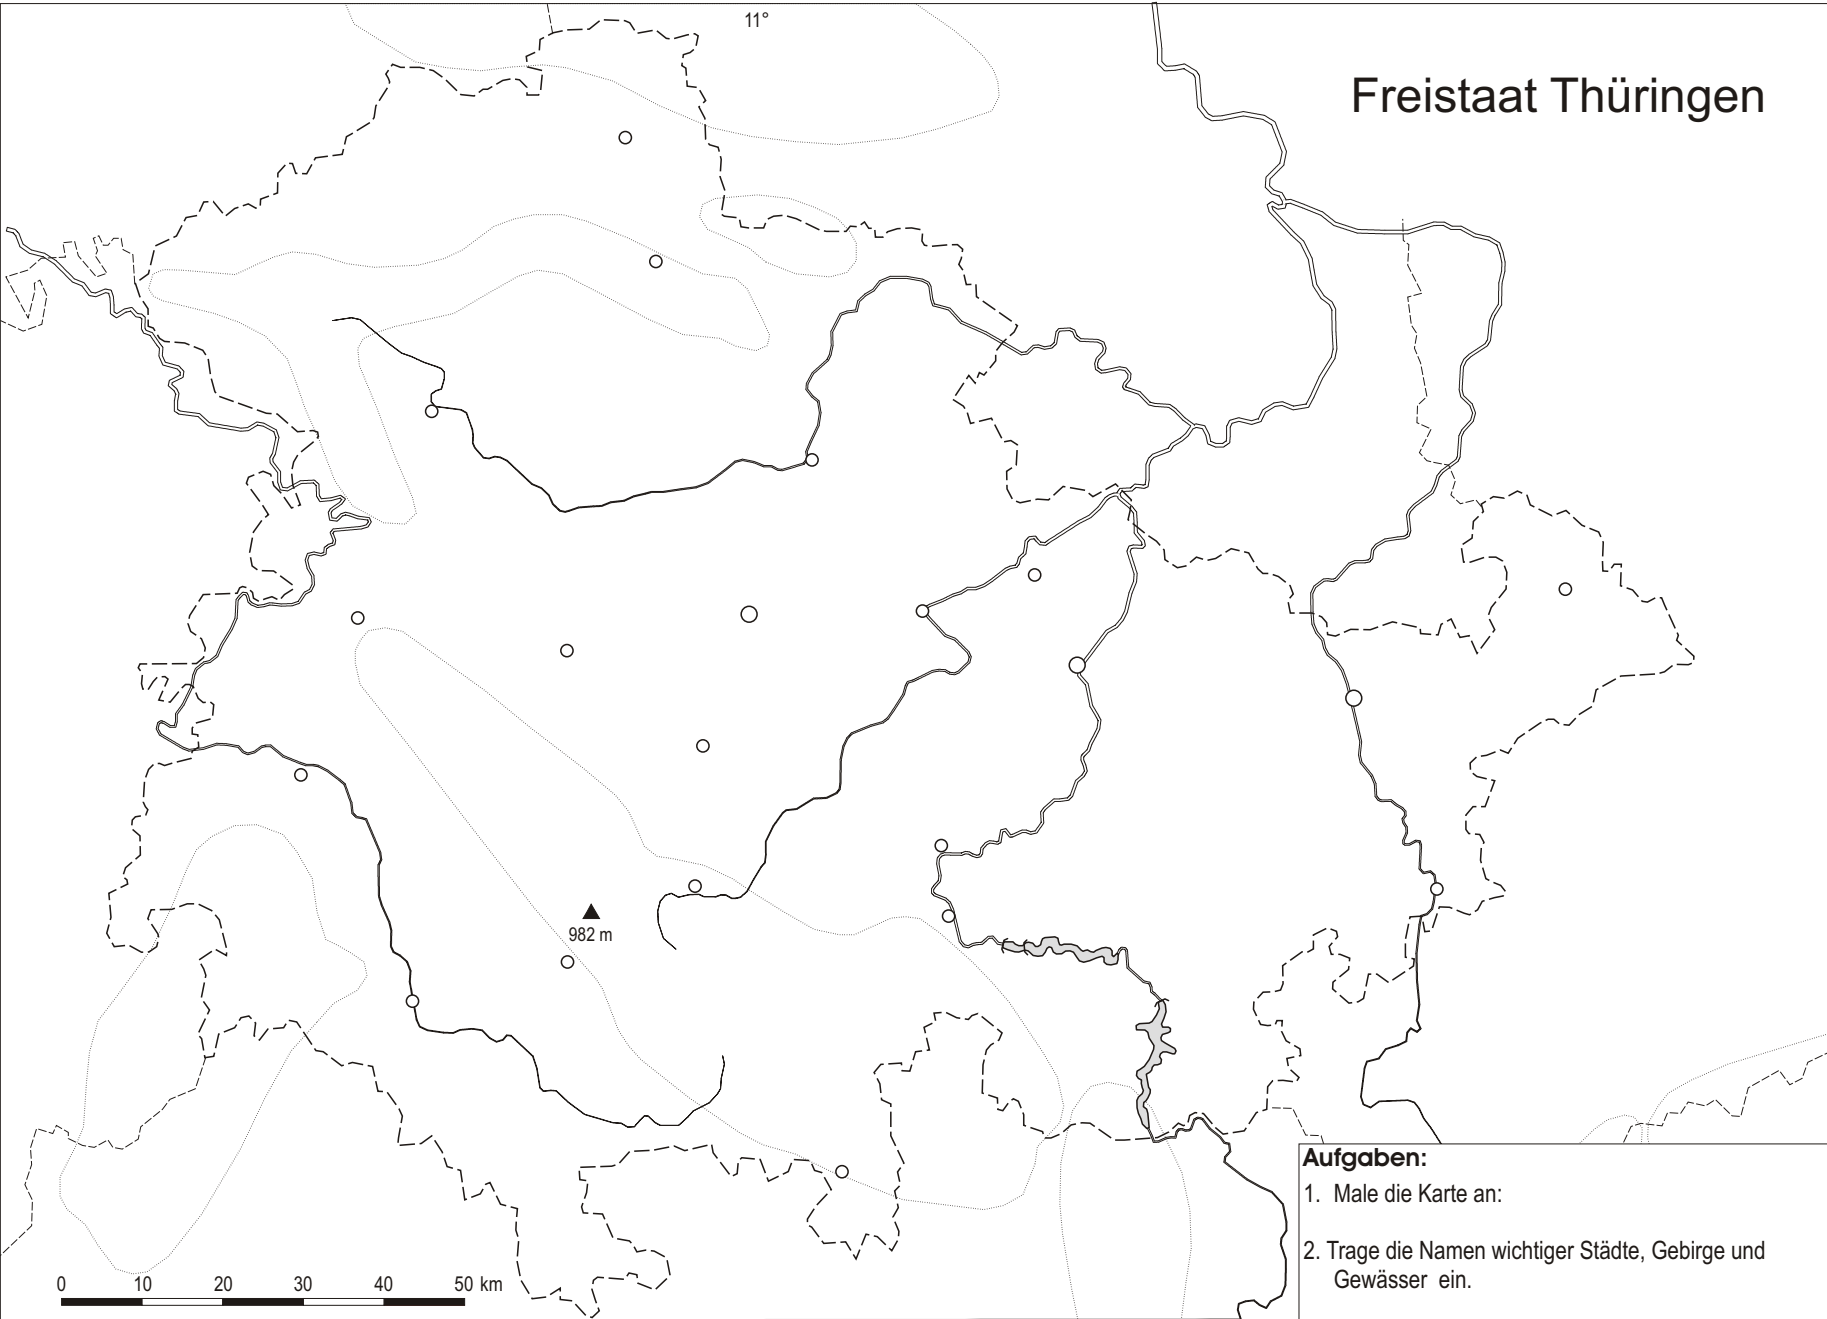 11°
Freistaat Thüringen
982 m
Aufgaben:
1. Male die Karte an:
2. Trage die Namen wichtiger Städte, Gebirge und
Gewässer ein.
0 10 20 30 40 50 km